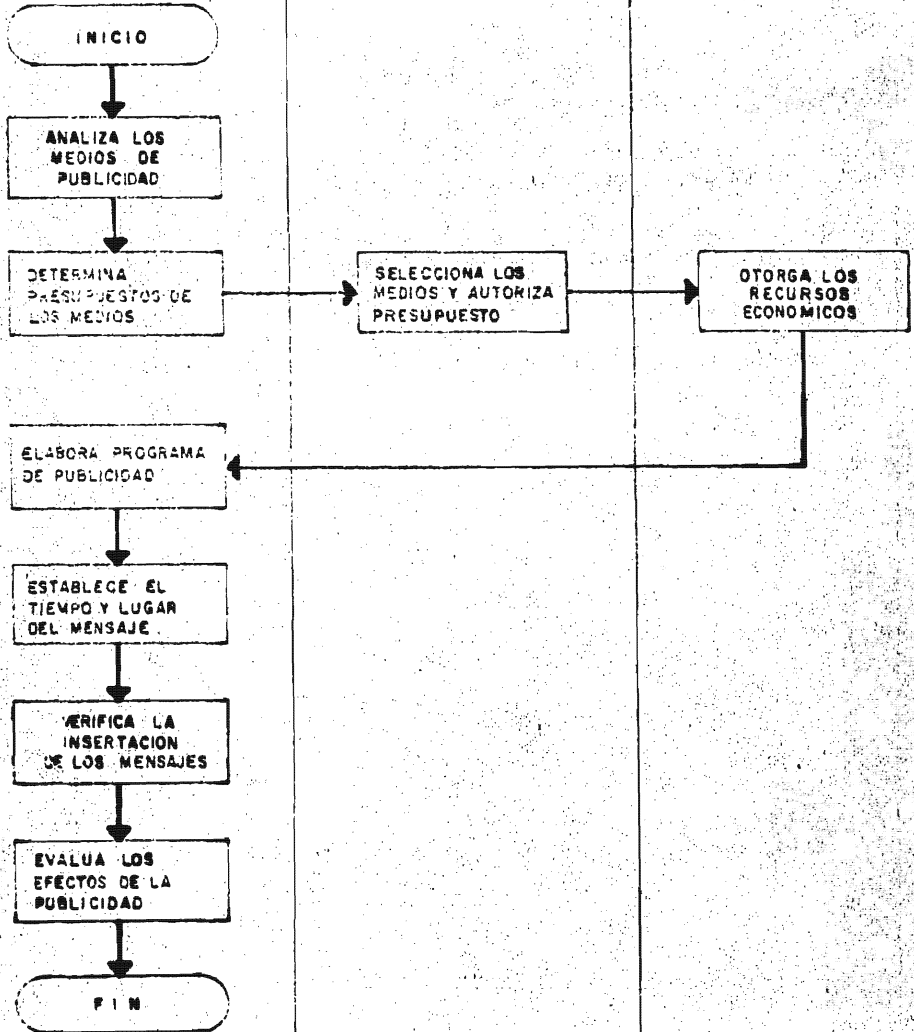 INICIO
ANALIZA LOS
MEDIOS DE
PUBLICIDAD
DETERMINA
PRESUPUESTOS DE
LOS MEDIOS
SELECCIONA LOS
MEDIOS Y AUTORIZA
PRESUPUESTO
OTORGA LOS
RECURSOS
ECONOMICOS
ELABORA PROGRAMA
DE PUBLICIDAD
ESTABLECE EL
TIEMPO Y LUGAR
DEL MENSAJE
VERIFICA LA
INSERTACION
DE LOS MENSAJES
EVALUA LOS
EFECTOS DE LA
PUBLICIDAD
FIN